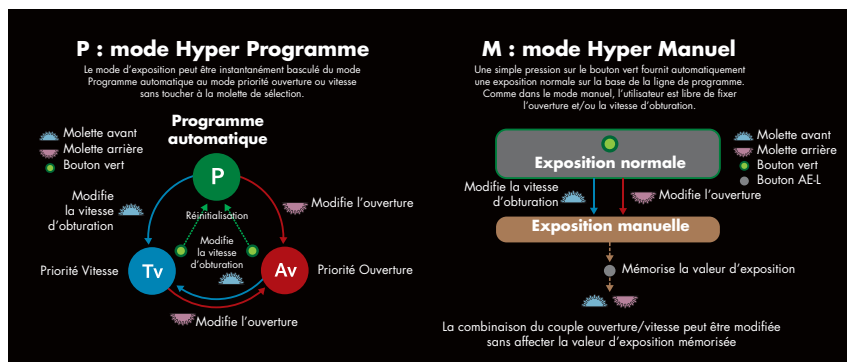 P : mode Hyper Programme
Le mode d'exposition peut être instantanément basculé du mode
Programme automatique au mode priorité ouverture ou vitesse
sans toucher à la molette de sélection.
Programme
automatique
Molette avant
Molette arrière
Bouton vert
P
Modifie
la vitesse
d'obturation
Modifie l'ouverture
Réinitialisation
Modifie
la vitesse
d'obturation
Priorité Vitesse
Tv
Av
Priorité Ouverture
Modifie l'ouverture
M : mode Hyper Manuel
Une simple pression sur le bouton vert fournit automatiquement
une exposition normale sur la base de la ligne de programme.
Comme dans le mode manuel, l'utilisateur est libre de fixer
l'ouverture et/ou la vitesse d'obturation.
Exposition normale
Molette avant
Molette arrière
Bouton vert
Bouton AE-L
Modifie la vitesse
d'obturation
Modifie l'ouverture
Exposition manuelle
Mémorise la valeur d'exposition
La combinaison du couple ouverture/vitesse peut être modifiée
sans affecter la valeur d'exposition mémorisée